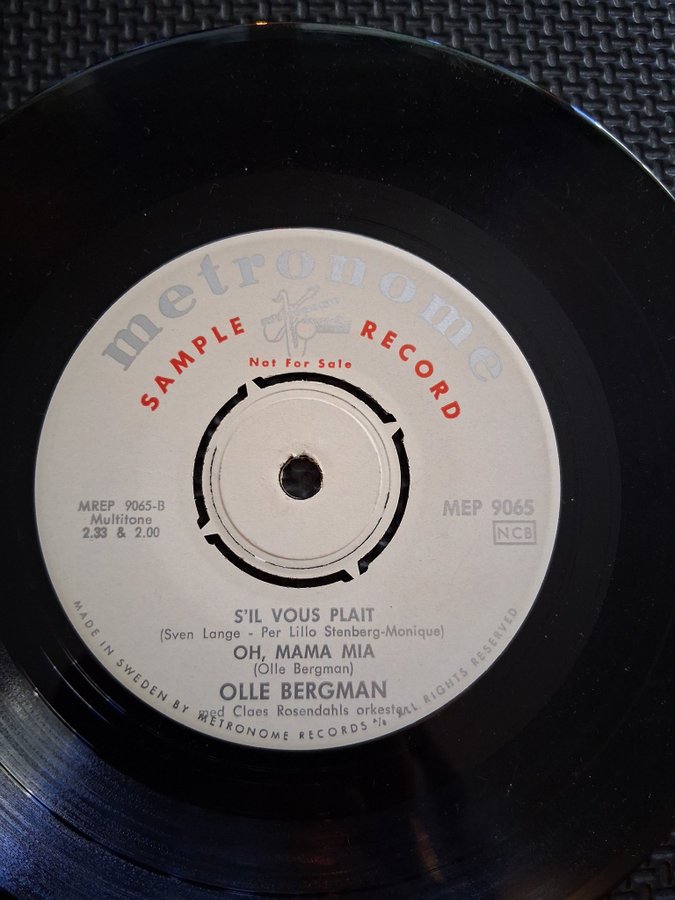 metronome
SAMPLE RECORD
Not For Sale
MREP 9065-B
Multitone
2.33 & 2.00
MEP 9065
NCB
S'IL VOUS PLAIT
(Sven Lange - Per Lillo Stenberg-Monique)
OH, MAMA MIA
(Olle Bergman)
OLLE BERGMAN
med Claes Rosendahls orkester
MADE IN SWEDEN BY METRONOME RECORDS A/B ALL RIGHTS RESERVED